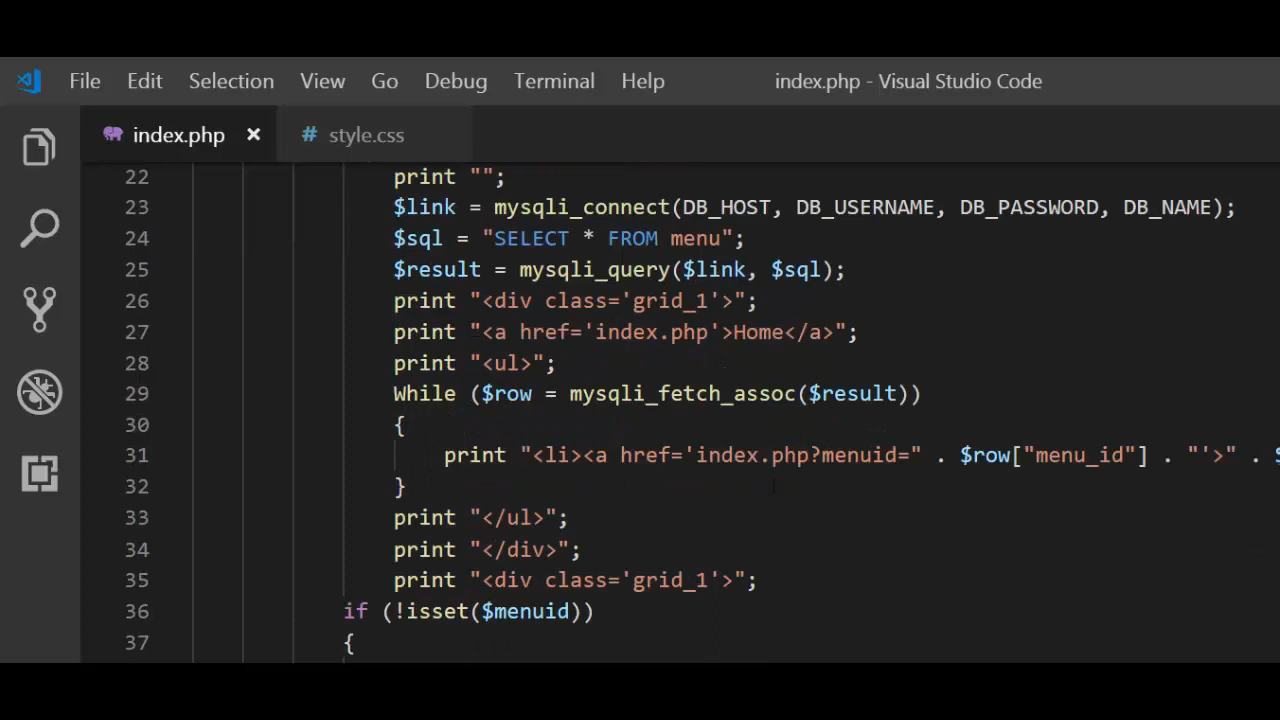 File Edit Selection View Go Debug Terminal Help index.php - Visual Studio Code
index.php × # style.css
22 print "";
23 $link = mysqli_connect(DB_HOST, DB_USERNAME, DB_PASSWORD, DB_NAME);
24 $sql = "SELECT * FROM menu";
25 $result = mysqli_query($link, $sql);
26 print "<div class='grid_1'>";
27 print "<a href='index.php'>Home</a>";
28 print "<ul>";
29 While ($row = mysqli_fetch_assoc($result))
30 {
31 print "<li><a href='index.php?menuid=" . $row["menu_id"] . "'>" . $
32 }
33 print "</ul>";
34 print "</div>";
35 print "<div class='grid_1'>";
36 if (!isset($menuid))
37 {